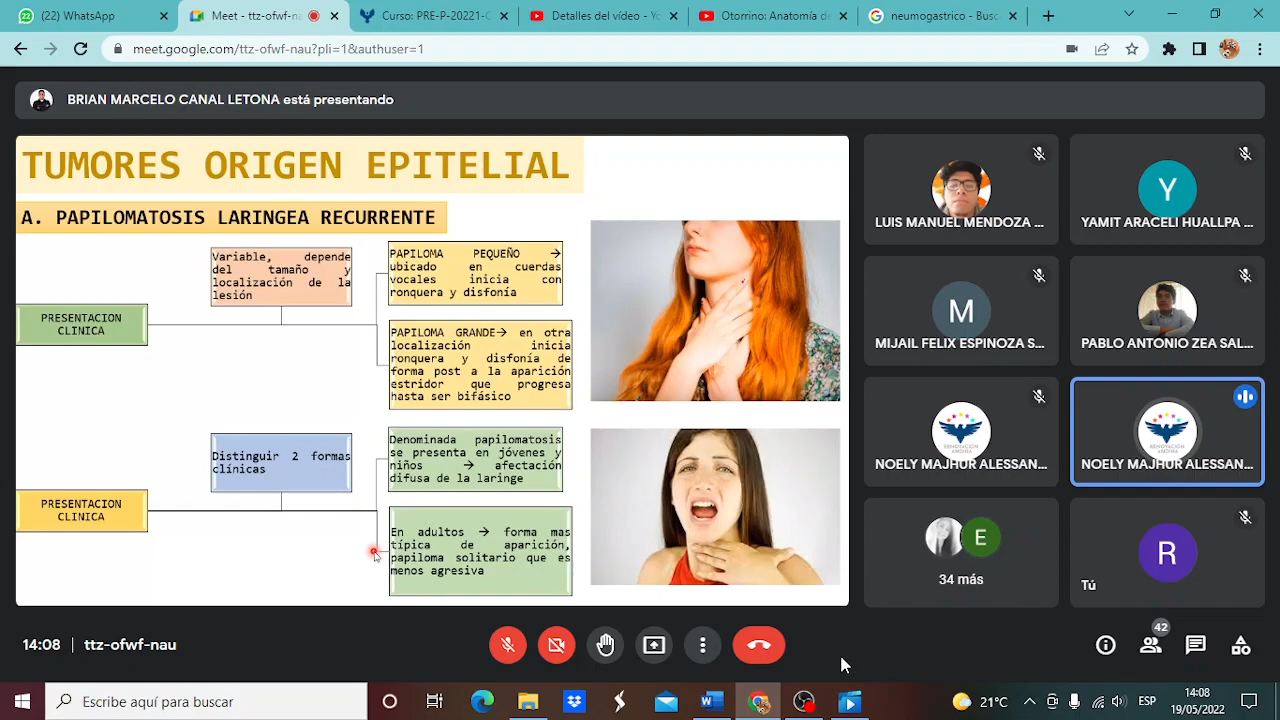 (22) WhatsApp
Meet - ttz-ofwf-nau
Curso: PRE-P-20221-C
Detalles del vídeo - Yo
Otorrino: Anatomía de
neumogastrico - Busc
meet.google.com/ttz-ofwf-nau?pli=1&authuser=1
BRIAN MARCELO CANAL LETONA está presentando
TUMORES ORIGEN EPITELIAL
A. PAPILOMATOSIS LARINGEA RECURRENTE
PRESENTACION
CLINICA
Variable, depende
del tamaño y
localización de la
lesión
PAPILOMA PEQUEÑO →
ubicado en cuerdas
vocales inicia con
ronquera y disfonía
PAPILOMA GRANDE→ en otra
localización inicia
ronquera y disfonía de
forma post a la aparición
estridor que progresa
hasta ser bifásico
PRESENTACION
CLINICA
Distinguir 2 formas
clínicas
Denominada papilomatosis
se presenta en jóvenes y
niños → afectación
difusa de la laringe
En adultos → forma mas
típica de aparición,
papiloma solitario que es
menos agresiva
LUIS MANUEL MENDOZA ...
YAMIT ARACELI HUALLPA ...
M
Y
MIJAIL FELIX ESPINOZA S...
PABLO ANTONIO ZEA SAL...
RENOVACIÓN
ANDINA
NOELY MAJHUR ALESSAN...
RENOVACIÓN
ANDINA
NOELY MAJHUR ALESSAN...
E
34 más
R
Tú
14:08 | ttz-ofwf-nau
42
Escribe aquí para buscar
21°C
ESP
14:08
19/05/2022